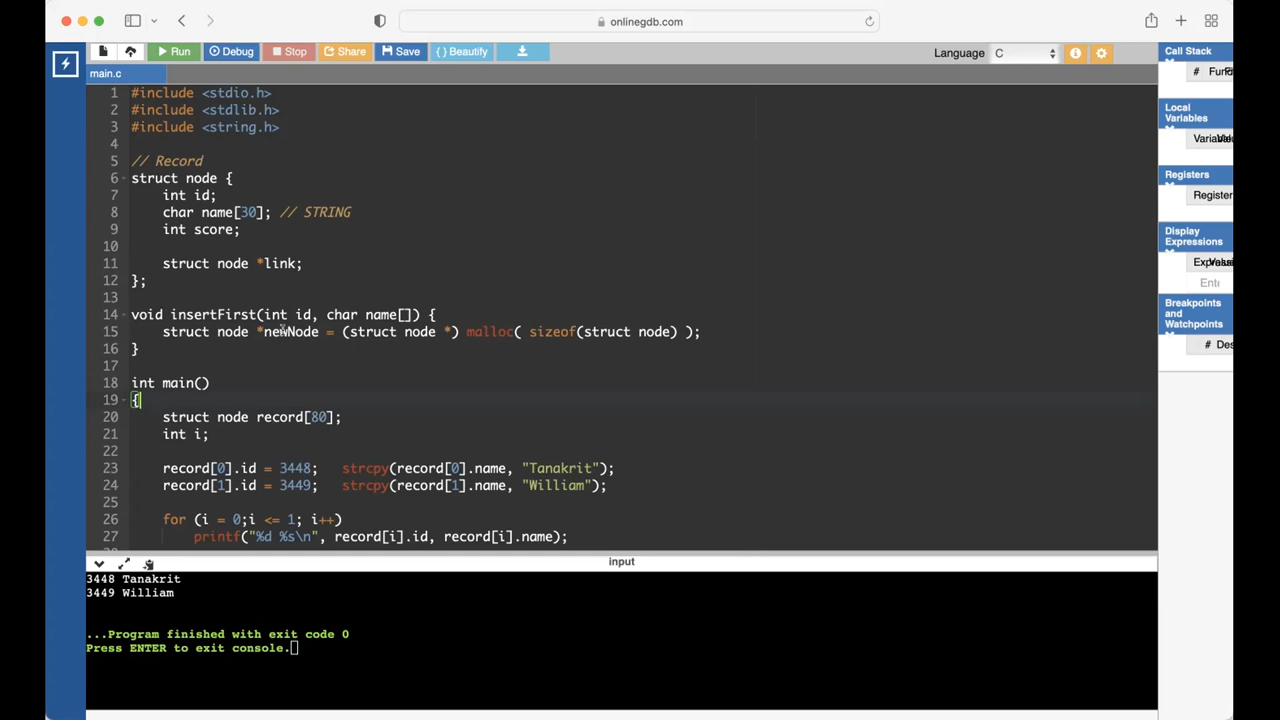 onlinegdb.com
Run Debug Stop Share Save { } Beautify
Language C
main.c
1 #include <stdio.h>
2 #include <stdlib.h>
3 #include <string.h>
4
5 // Record
6 struct node {
7 int id;
8 char name[30]; // STRING
9 int score;
10
11 struct node *link;
12 };
13
14 void insertFirst(int id, char name[]) {
15 struct node *newNode = (struct node *) malloc( sizeof(struct node) );
16 }
17
18 int main()
19 {
20 struct node record[80];
21 int i;
22
23 record[0].id = 3448; strcpy(record[0].name, "Tanakrit");
24 record[1].id = 3449; strcpy(record[1].name, "William");
25
26 for (i = 0;i <= 1; i++)
27 printf("%d %s\n", record[i].id, record[i].name);
input
3448 Tanakrit
3449 William
...Program finished with exit code 0
Press ENTER to exit console.
Call Stack
#
Local
Variables
Registers
Register
Display
Expressions
Ente
Breakpoints
and
Watchpoints
# Des